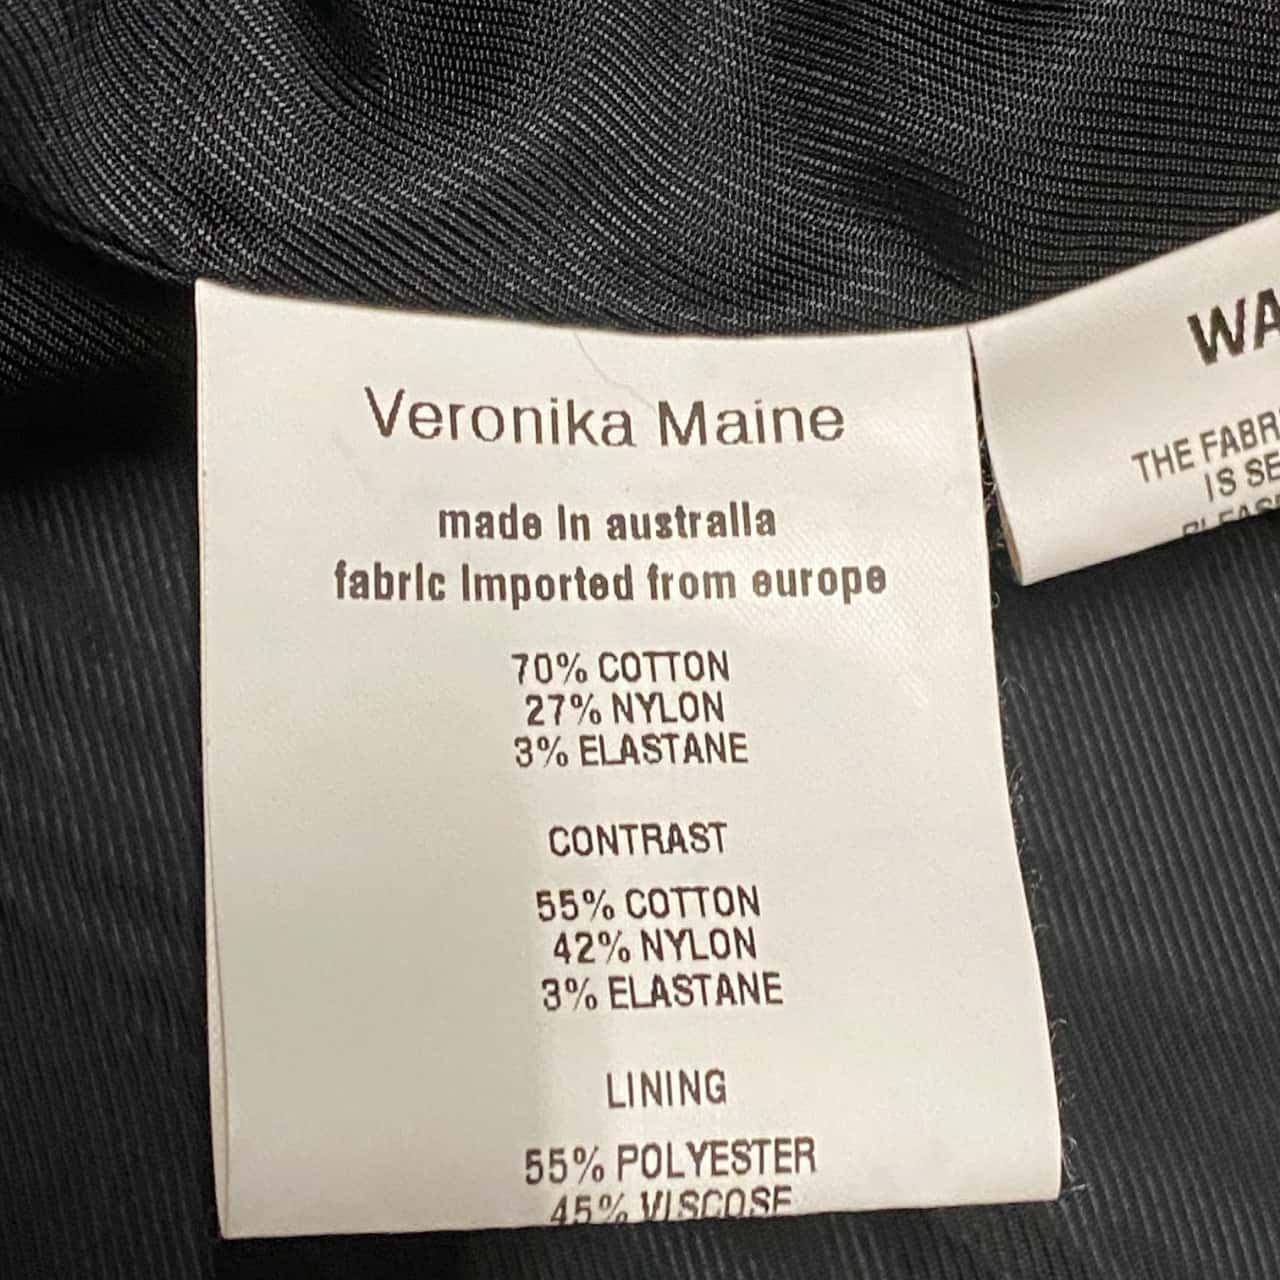 Veronika Maine
made in australia
fabric imported from europe
70% COTTON
27% NYLON
3% ELASTANE
CONTRAST
55% COTTON
42% NYLON
3% ELASTANE
LINING
55% POLYESTER
45% VISCOSE
WA
THE FABR
IS SE
PLEAS